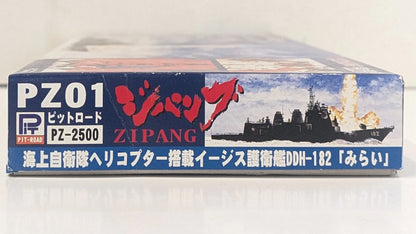 PZ01
ピットロード
PIT-ROAD
PZ-2500
ジパング
ZIPANG
182
海上自衛隊ヘリコプター搭載イージス護衛艦DDH-182「みらい」